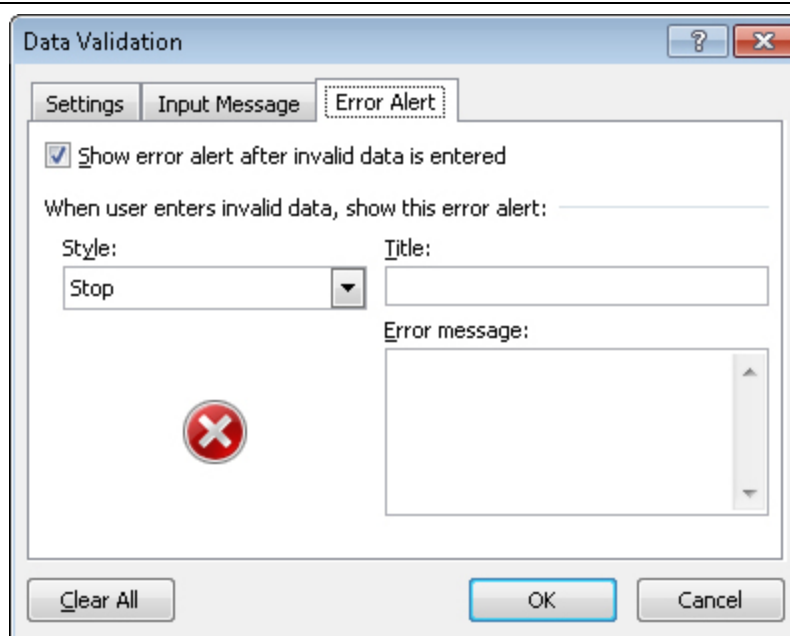 Data Validation
Settings Input Message Error Alert
Show error alert after invalid data is entered
When user enters invalid data, show this error alert:
Style: Title:
Stop
Error message:
Clear All OK Cancel